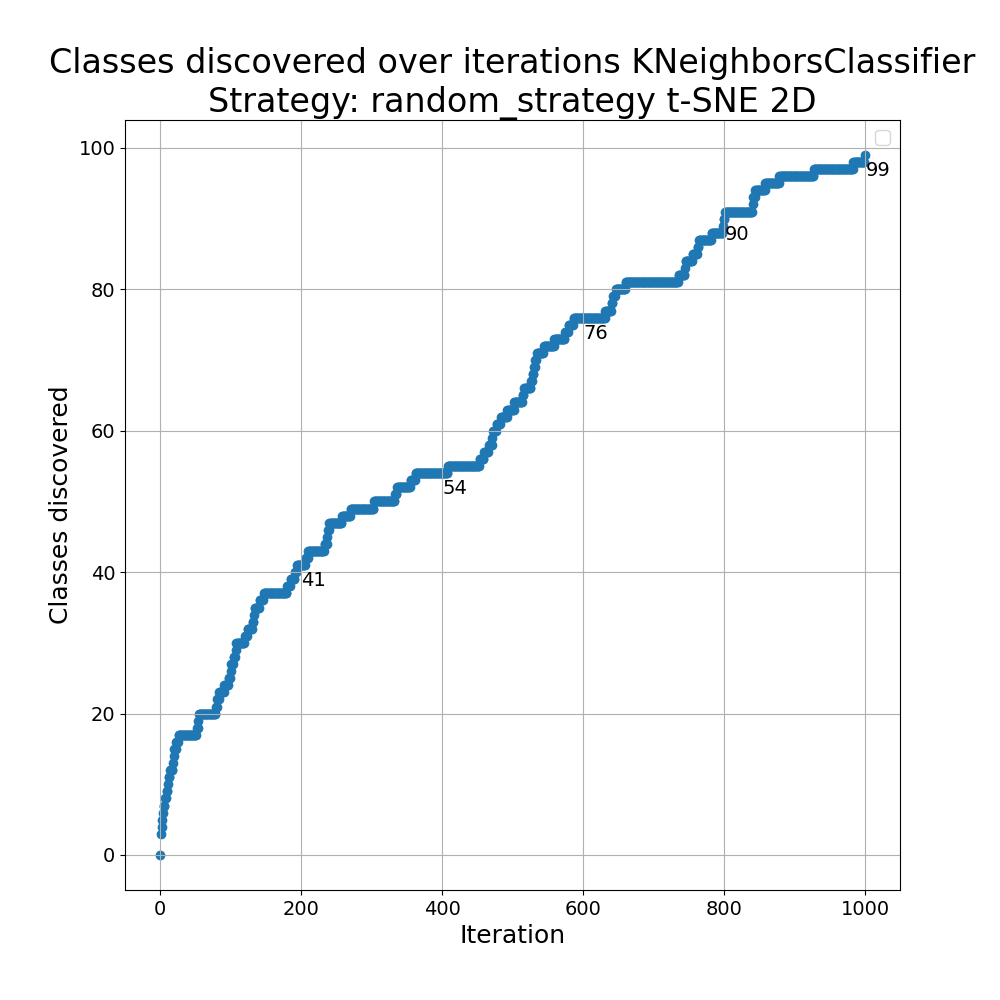 Classes discovered over iterations KNeighborsClassifier
Strategy: random_strategy t-SNE 2D
Classes discovered
100
80
60
40
20
0
99
90
76
54
41
0 200 400 600 800 1000
Iteration